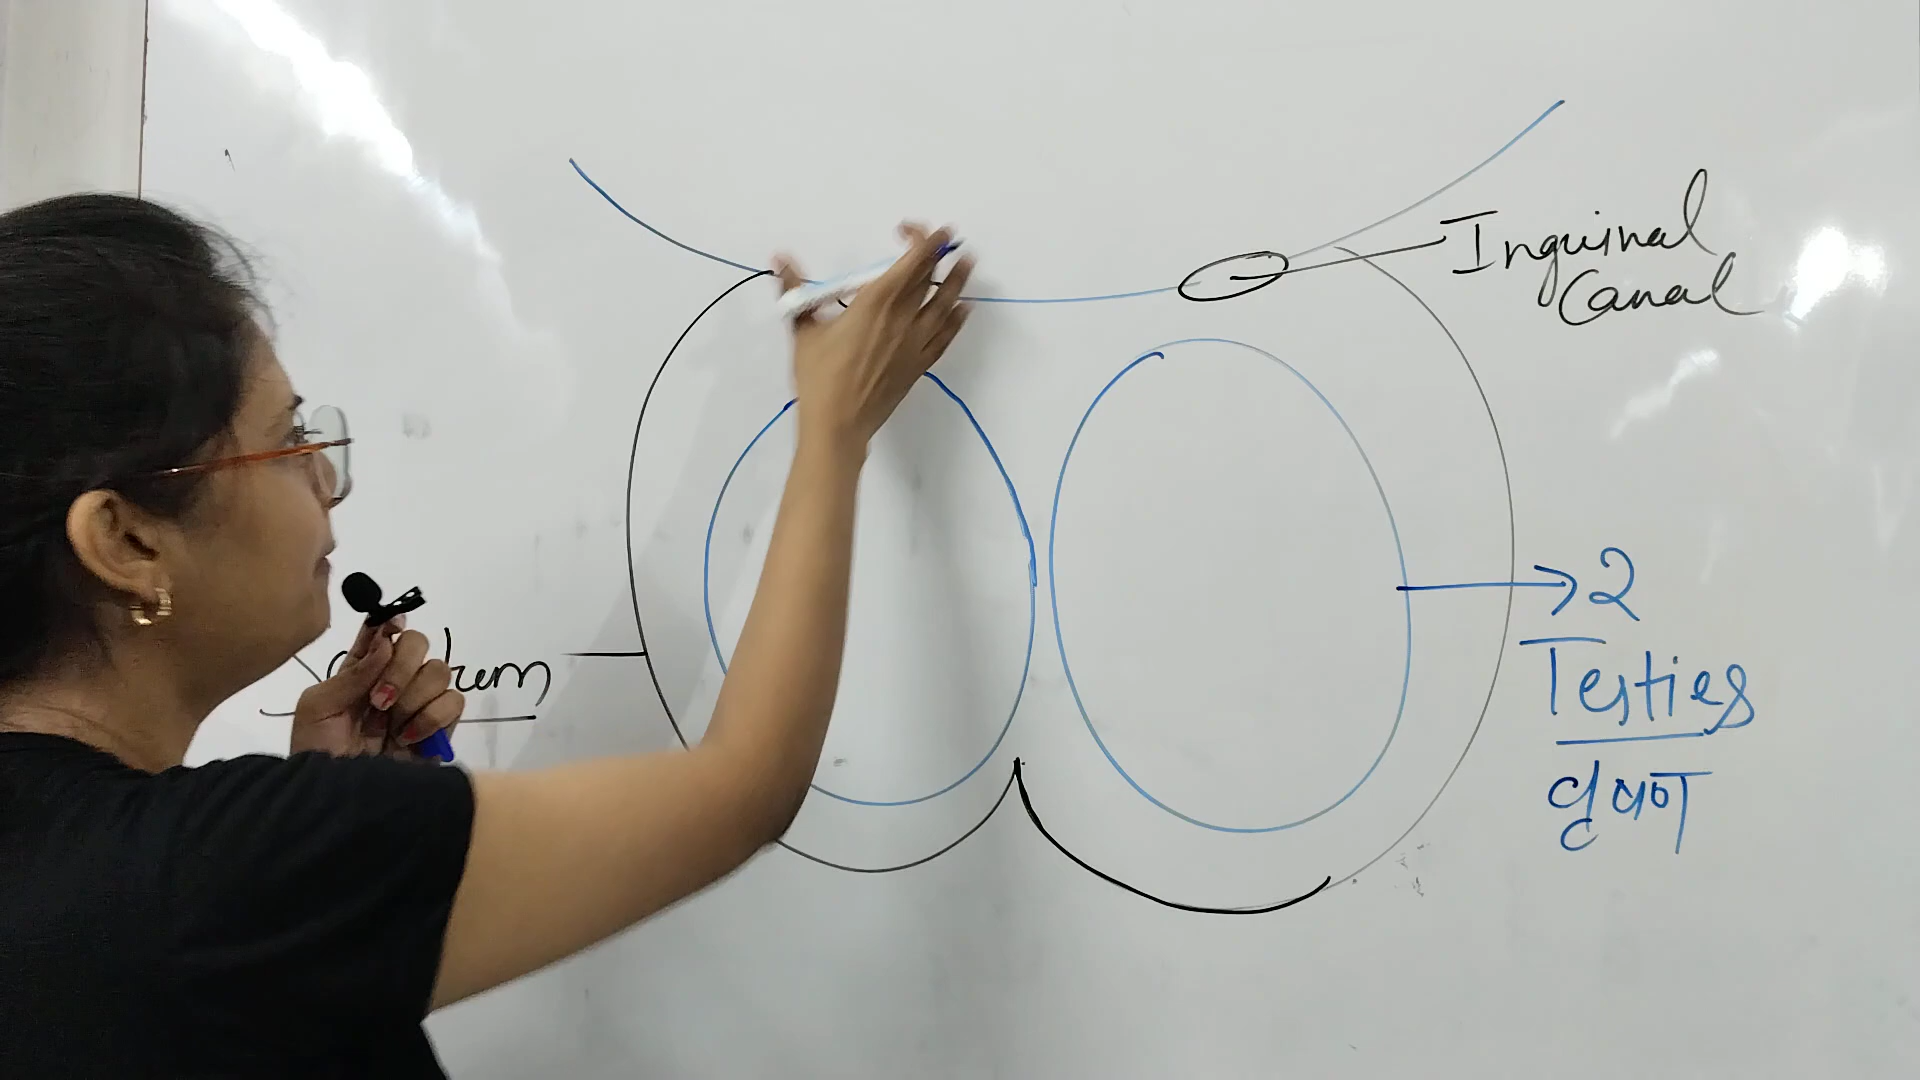 Inguinal
Canal
2
Testies
वृषण